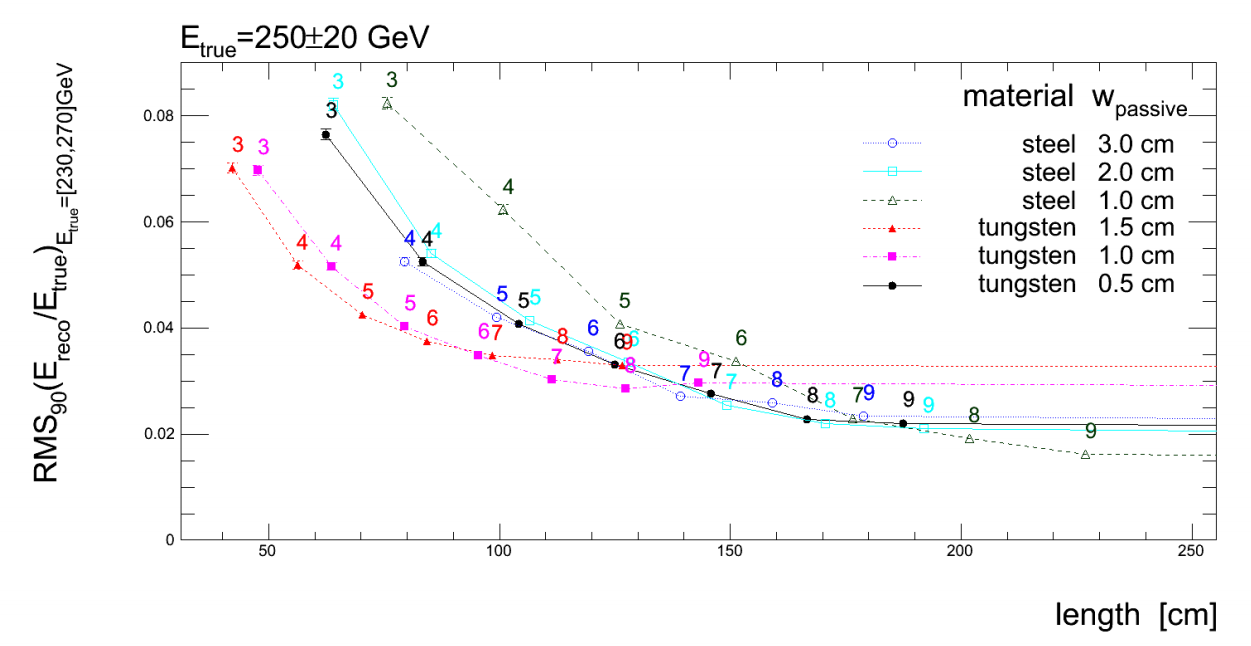 E_true=250±20 GeV
RMS_90(E_reco/E_true)_E_true=[230,270]GeV
material w_passive
steel 3.0 cm
steel 2.0 cm
steel 1.0 cm
tungsten 1.5 cm
tungsten 1.0 cm
tungsten 0.5 cm
0.08
0.06
0.04
0.02
0
3 3 3 3 3
4 4 4 4 4 4
5 5 5 5 5 5
6 6 6 6 6 6
7 7 7 7 7 7
8 8 8 8 8 8
9 9 9 9 9 9
50 100 150 200 250
length [cm]